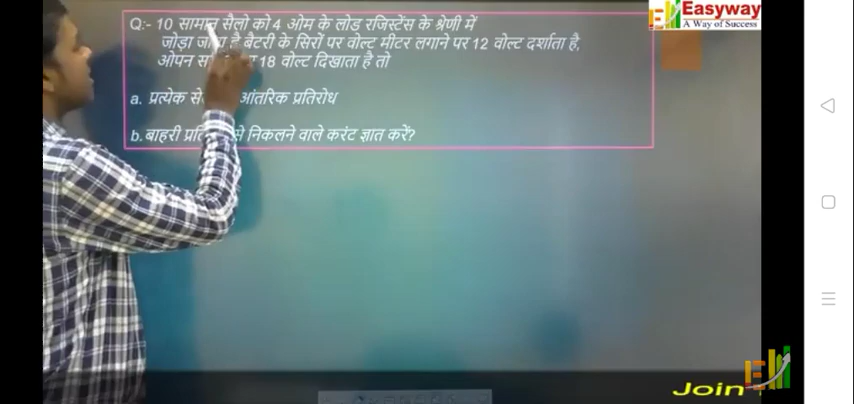 Q:- 10 सामान सैलो को 4 ओम के लोड रजिस्टेंस के श्रेणी में
जोड़ा जाता है बैटरी के सिरों पर वोल्ट मीटर लगाने पर 12 वोल्ट दर्शाता है,
ओपन 18 वोल्ट दिखाता है तो
a. प्रत्येक आंतरिक प्रतिरोध
b. बाहरी से निकलने वाले करंट ज्ञात करें?
Easyway
A Way of Success
Join